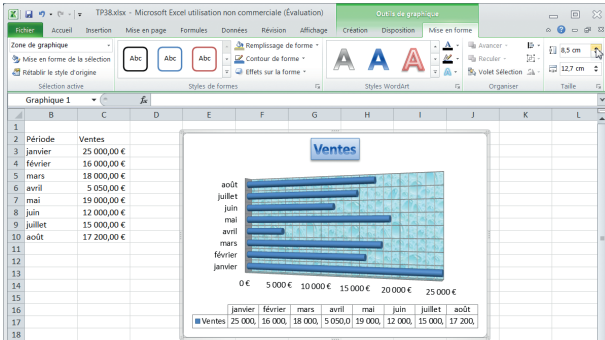 TP38.xlsx - Microsoft Excel utilisation non commerciale (Évaluation)
Outils de graphique
Fichier Accueil Insertion Mise en page Formules Données Révision Affichage Création Disposition Mise en forme
Zone de graphique
Mise en forme de la sélection
Rétablir le style d'origine
Sélection active
Abc Abc Abc
Remplissage de forme
Contour de forme
Effets sur la forme
Styles de formes
A A A
Styles WordArt
Avancer
Reculer
Volet Sélection
Organiser
8,5 cm
12,7 cm
Taille
Graphique 1 fx
B C D E F G H I J K L
1
2 Période Ventes
3 janvier 25 000,00 €
4 février 16 000,00 €
5 mars 18 000,00 €
6 avril 5 050,00 €
7 mai 19 000,00 €
8 juin 12 000,00 €
9 juillet 15 000,00 €
10 août 17 200,00 €
11
12
13
14
15
16
17
18
Ventes
août
juillet
juin
mai
avril
mars
février
janvier
0 € 5 000 € 10 000 € 15 000 € 20 000 € 25 000 €
janvier février mars avril mai juin juillet août
Ventes 25 000, 16 000, 18 000, 5 050,0 19 000, 12 000, 15 000, 17 200,